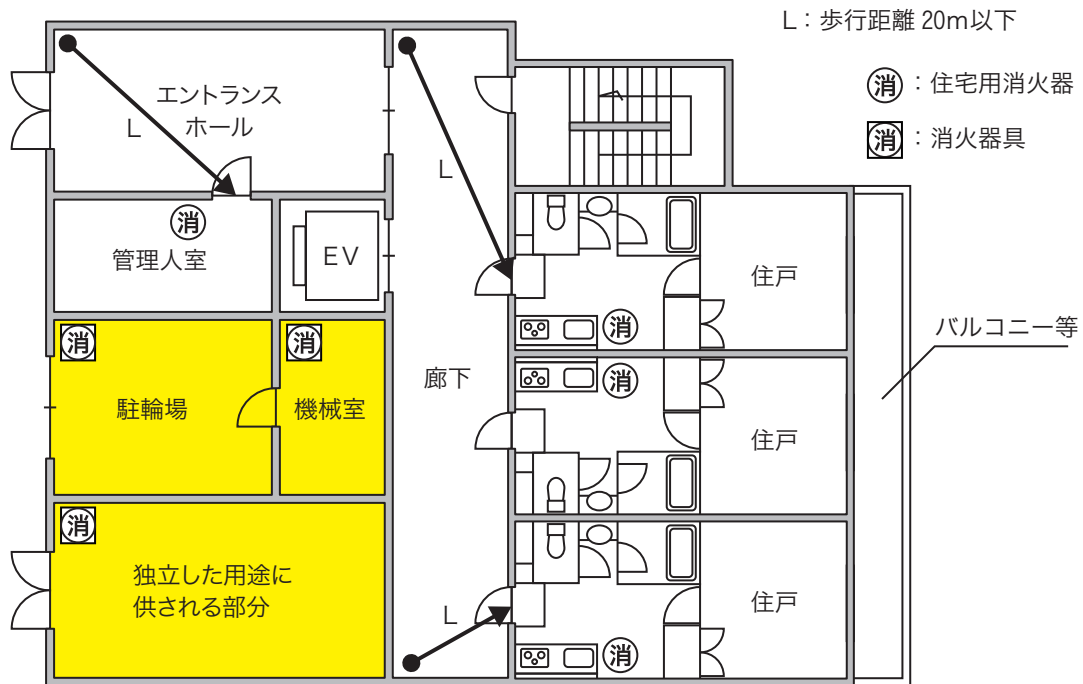 L：歩行距離 20m以下
消：住宅用消火器
消：消火器具
エントランス
ホール
L
L
消
管理人室
EV
住戸
消
バルコニー等
消
消
廊下
消
駐輪場
機械室
住戸
消
独立した用途に
供される部分
住戸
L
消